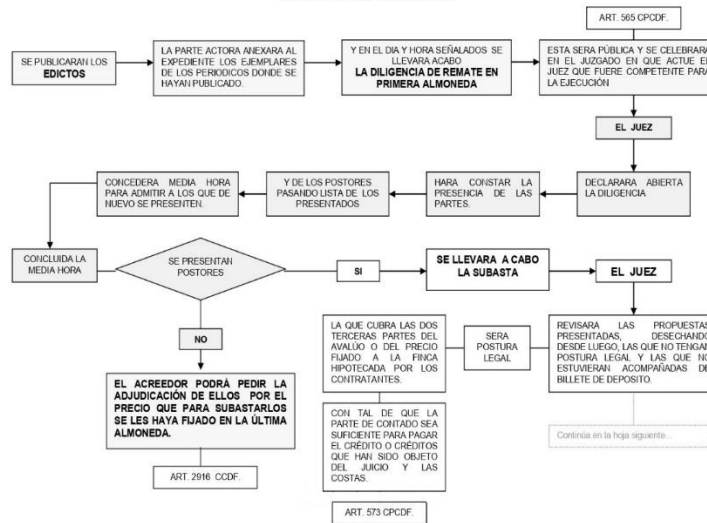 ART. 565 CPCDF.
SE PUBLICARAN LOS
EDICTOS
LA PARTE ACTORA ANEXARA AL
EXPEDIENTE LOS EJEMPLARES
DE LOS PERIODICOS DONDE SE
HAYAN PUBLICADO.
Y EN EL DIA Y HORA SEÑALADOS SE
LLEVARA ACABO
LA DILIGENCIA DE REMATE EN
PRIMERA ALMONEDA
ESTA SERA PÚBLICA Y SE CELEBRARA
EN EL JUZGADO EN QUE ACTUE EL
JUEZ QUE FUERE COMPETENTE PARA
LA EJECUCIÓN
EL JUEZ
DECLARARA ABIERTA
LA DILIGENCIA
HARA CONSTAR LA
PRESENCIA DE LAS
PARTES.
Y DE LOS POSTORES
PASANDO LISTA DE LOS
PRESENTADOS
CONCEDERA MEDIA HORA
PARA ADMITIR A LOS QUE DE
NUEVO SE PRESENTEN.
CONCLUIDA LA
MEDIA HORA
SE PRESENTAN
POSTORES
SI
SE LLEVARA A CABO
LA SUBASTA
EL JUEZ
NO
EL ACREEDOR PODRÀ PEDIR LA
ADJUDICACIÓN DE ELLOS POR EL
PRECIO QUE PARA SUBASTARLOS
SE LES HAYA FIJADO EN LA ÚLTIMA
ALMONEDA.
ART. 2916 CCDF.
REVISARA LAS PROPUESTAS
PRESENTADAS, DESECHANDO
DESDE LUEGO, LAS QUE NO TENGAN
POSTURA LEGAL Y LAS QUE NO
ESTUVIERAN ACOMPAÑADAS DE
BILLETE DE DEPOSITO.
SERA
POSTURA
LEGAL
LA QUE CUBRA LAS DOS
TERCERAS PARTES DEL
AVALÚO O DEL PRECIO
FIJADO A LA FINCA
HIPOTECADA POR LOS
CONTRATANTES.
CON TAL DE QUE LA
PARTE DE CONTADO SEA
SUFICIENTE PARA PAGAR
EL CRÉDITO O CRÉDITOS
QUE HAN SIDO OBJETO
DEL JUICIO Y LAS
COSTAS.
ART. 573 CPCDF.
Continúa en la hoja siguiente...